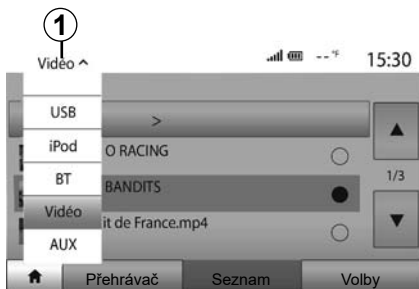 1
Vidéo ^
-- °F 15:30
USB
>
iPod
O RACING
BT
BANDITS
1/3
Vidéo
it de France.mp4
AUX
Přehrávač Seznam Volby